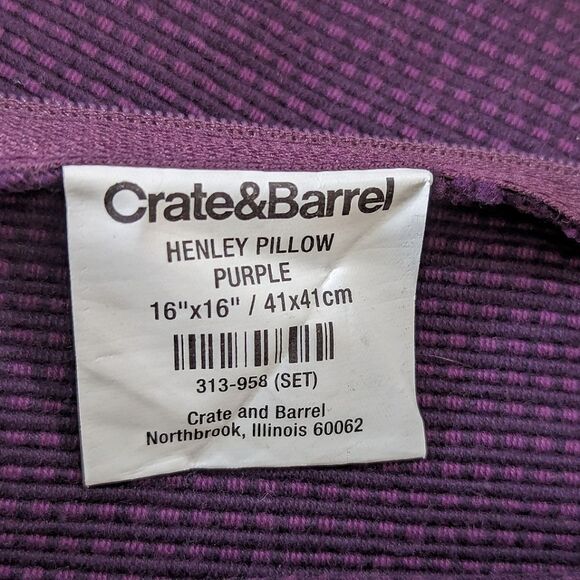 Crate&Barrel
HENLEY PILLOW
PURPLE
16"x16" / 41x41cm
313-958 (SET)
Crate and Barrel
Northbrook, Illinois 60062